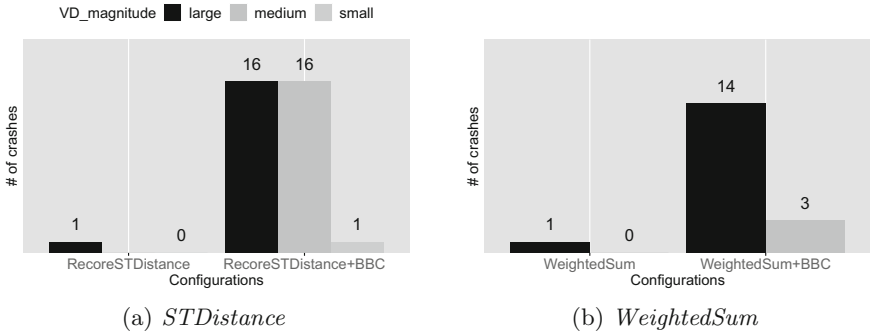 VD_magnitude large medium small
# of crashes
16 16
1
0
1
RecoreSTDistance RecoreSTDistance+BBC
Configurations
(a) STDistance
# of crashes
14
3
1
0
WeightedSum WeightedSum+BBC
Configurations
(b) WeightedSum